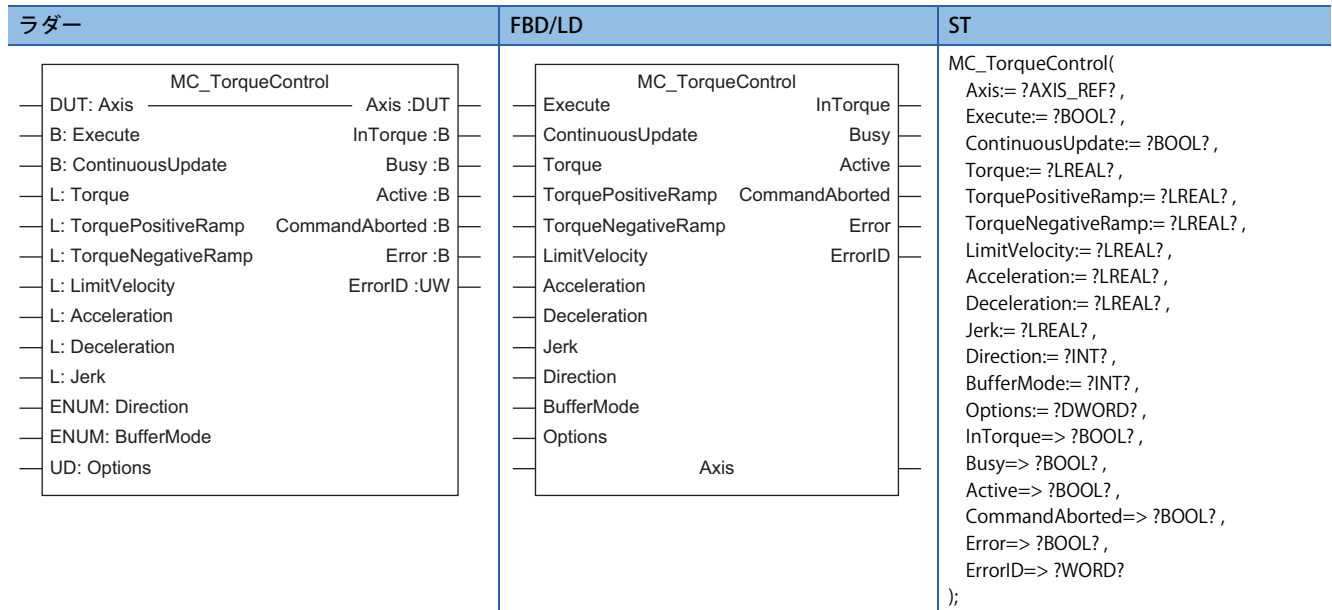 ラダー
FBD/LD
ST
MC_TorqueControl
DUT: Axis Axis :DUT
B: Execute InTorque :B
B: ContinuousUpdate Busy :B
L: Torque Active :B
L: TorquePositiveRamp CommandAborted :B
L: TorqueNegativeRamp Error :B
L: LimitVelocity ErrorID :UW
L: Acceleration
L: Deceleration
L: Jerk
ENUM: Direction
ENUM: BufferMode
UD: Options
MC_TorqueControl
Execute InTorque
ContinuousUpdate Busy
Torque Active
TorquePositiveRamp CommandAborted
TorqueNegativeRamp Error
LimitVelocity ErrorID
Acceleration
Deceleration
Jerk
Direction
BufferMode
Options
Axis
MC_TorqueControl(
Axis:= ?AXIS_REF? ,
Execute:= ?BOOL? ,
ContinuousUpdate:= ?BOOL? ,
Torque:= ?LREAL? ,
TorquePositiveRamp:= ?LREAL? ,
TorqueNegativeRamp:= ?LREAL? ,
LimitVelocity:= ?LREAL? ,
Acceleration:= ?LREAL? ,
Deceleration:= ?LREAL? ,
Jerk:= ?LREAL? ,
Direction:= ?INT? ,
BufferMode:= ?INT? ,
Options:= ?DWORD? ,
InTorque=> ?BOOL? ,
Busy=> ?BOOL? ,
Active=> ?BOOL? ,
CommandAborted=> ?BOOL? ,
Error=> ?BOOL? ,
ErrorID=> ?WORD?
);